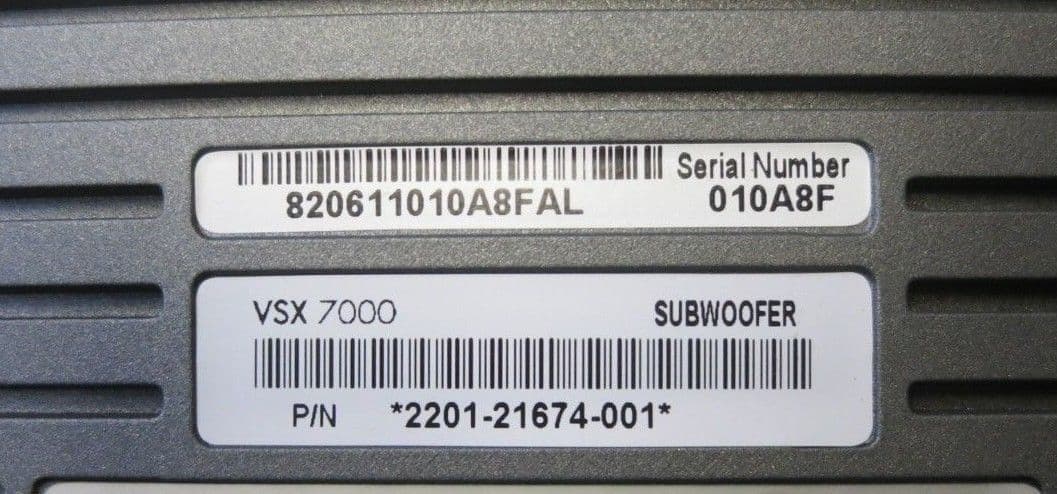 Serial Number
820611010A8FAL 010A8F
VSX 7000 SUBWOOFER
P/N *2201-21674-001*